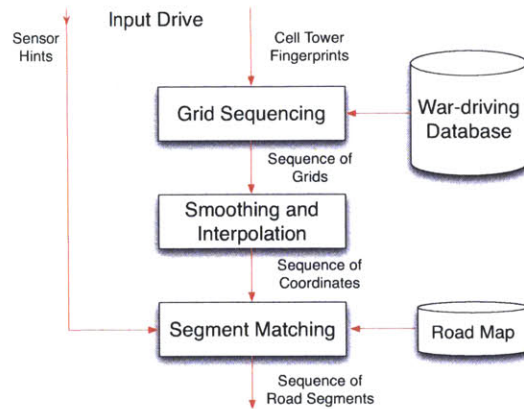 Input Drive
Sensor
Hints
Cell Tower
Fingerprints
Grid Sequencing
War-driving
Database
Sequence of
Grids
Smoothing and
Interpolation
Sequence of
Coordinates
Segment Matching
Road Map
Sequence of
Road Segments